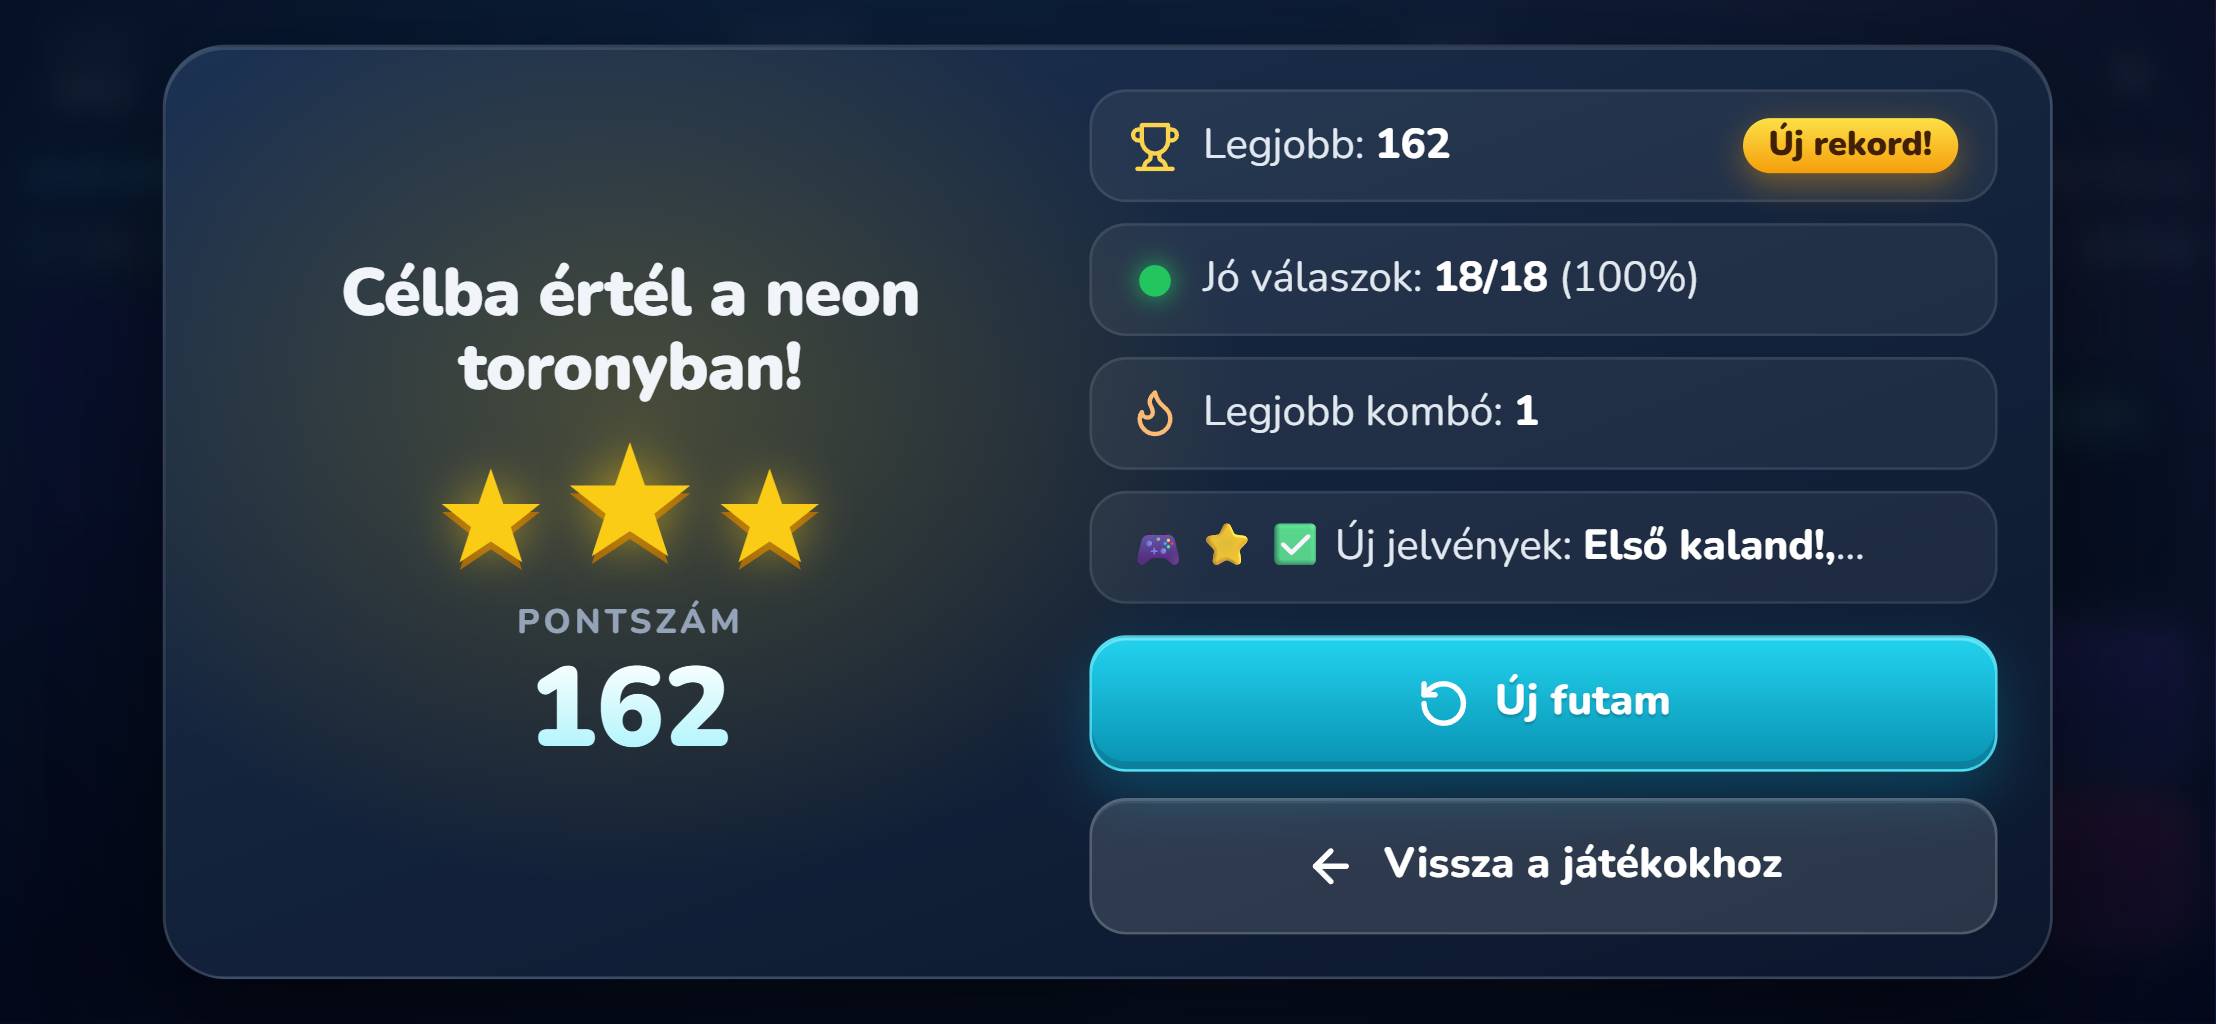 Célba értél a neon
toronyban!
PONTSZÁM
162
Legjobb: 162
Új rekord!
Jó válaszok: 18/18 (100%)
Legjobb kombó: 1
Új jelvények: Első kaland!,...
Új futam
Vissza a játékokhoz